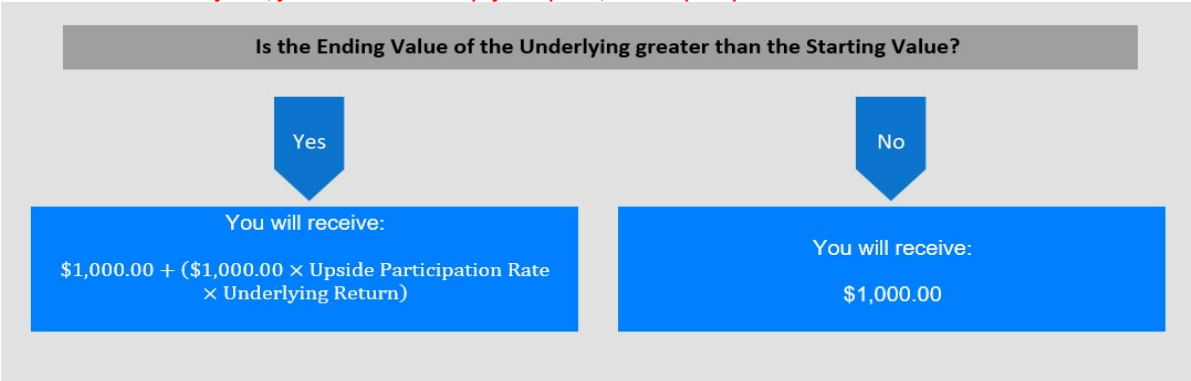 Is the Ending Value of the Underlying greater than the Starting Value?
Yes
No
You will receive:
$1,000.00 + ($1,000.00 × Upside Participation Rate
× Underlying Return)
You will receive:
$1,000.00